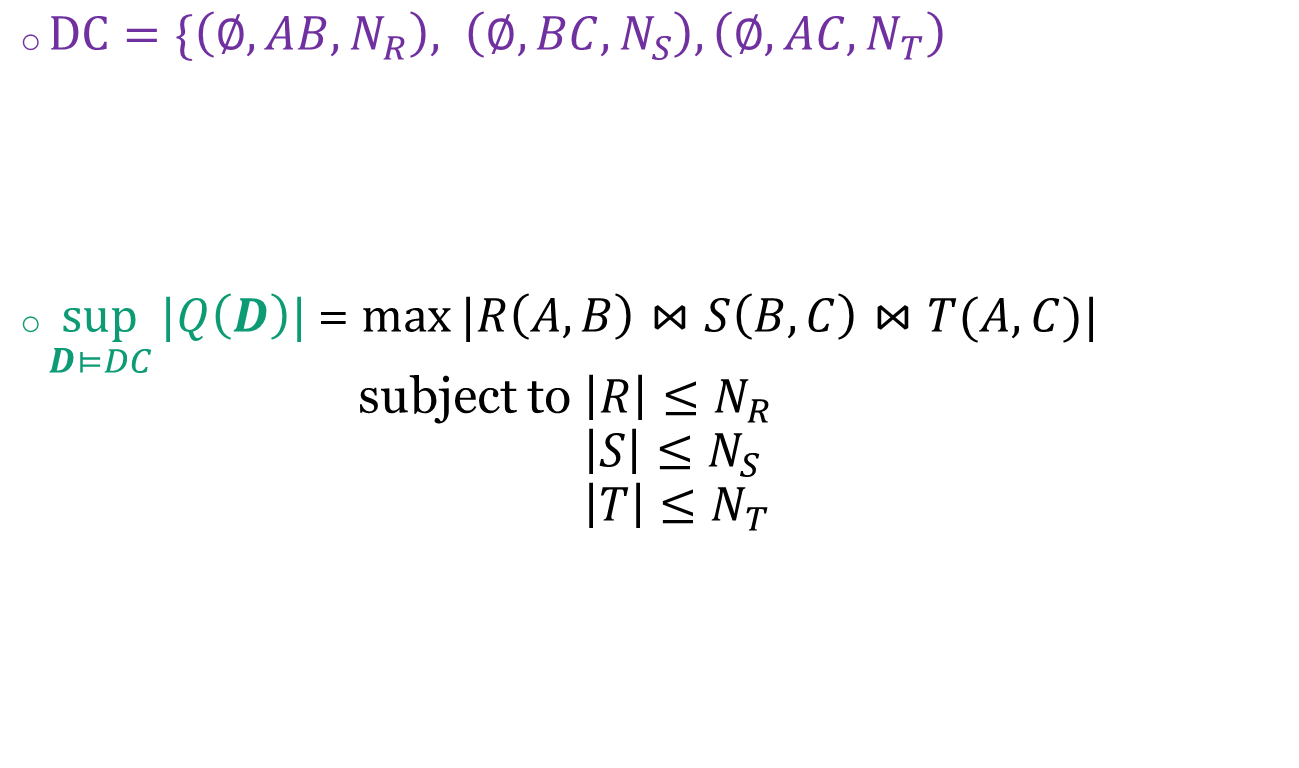 ○ DC = {(∅, AB, N_R), (∅, BC, N_S), (∅, AC, N_T)
○ sup |Q(D)| = max |R(A, B) ⋈ S(B, C) ⋈ T(A, C)|
D⊨DC
subject to |R| ≤ N_R
|S| ≤ N_S
|T| ≤ N_T